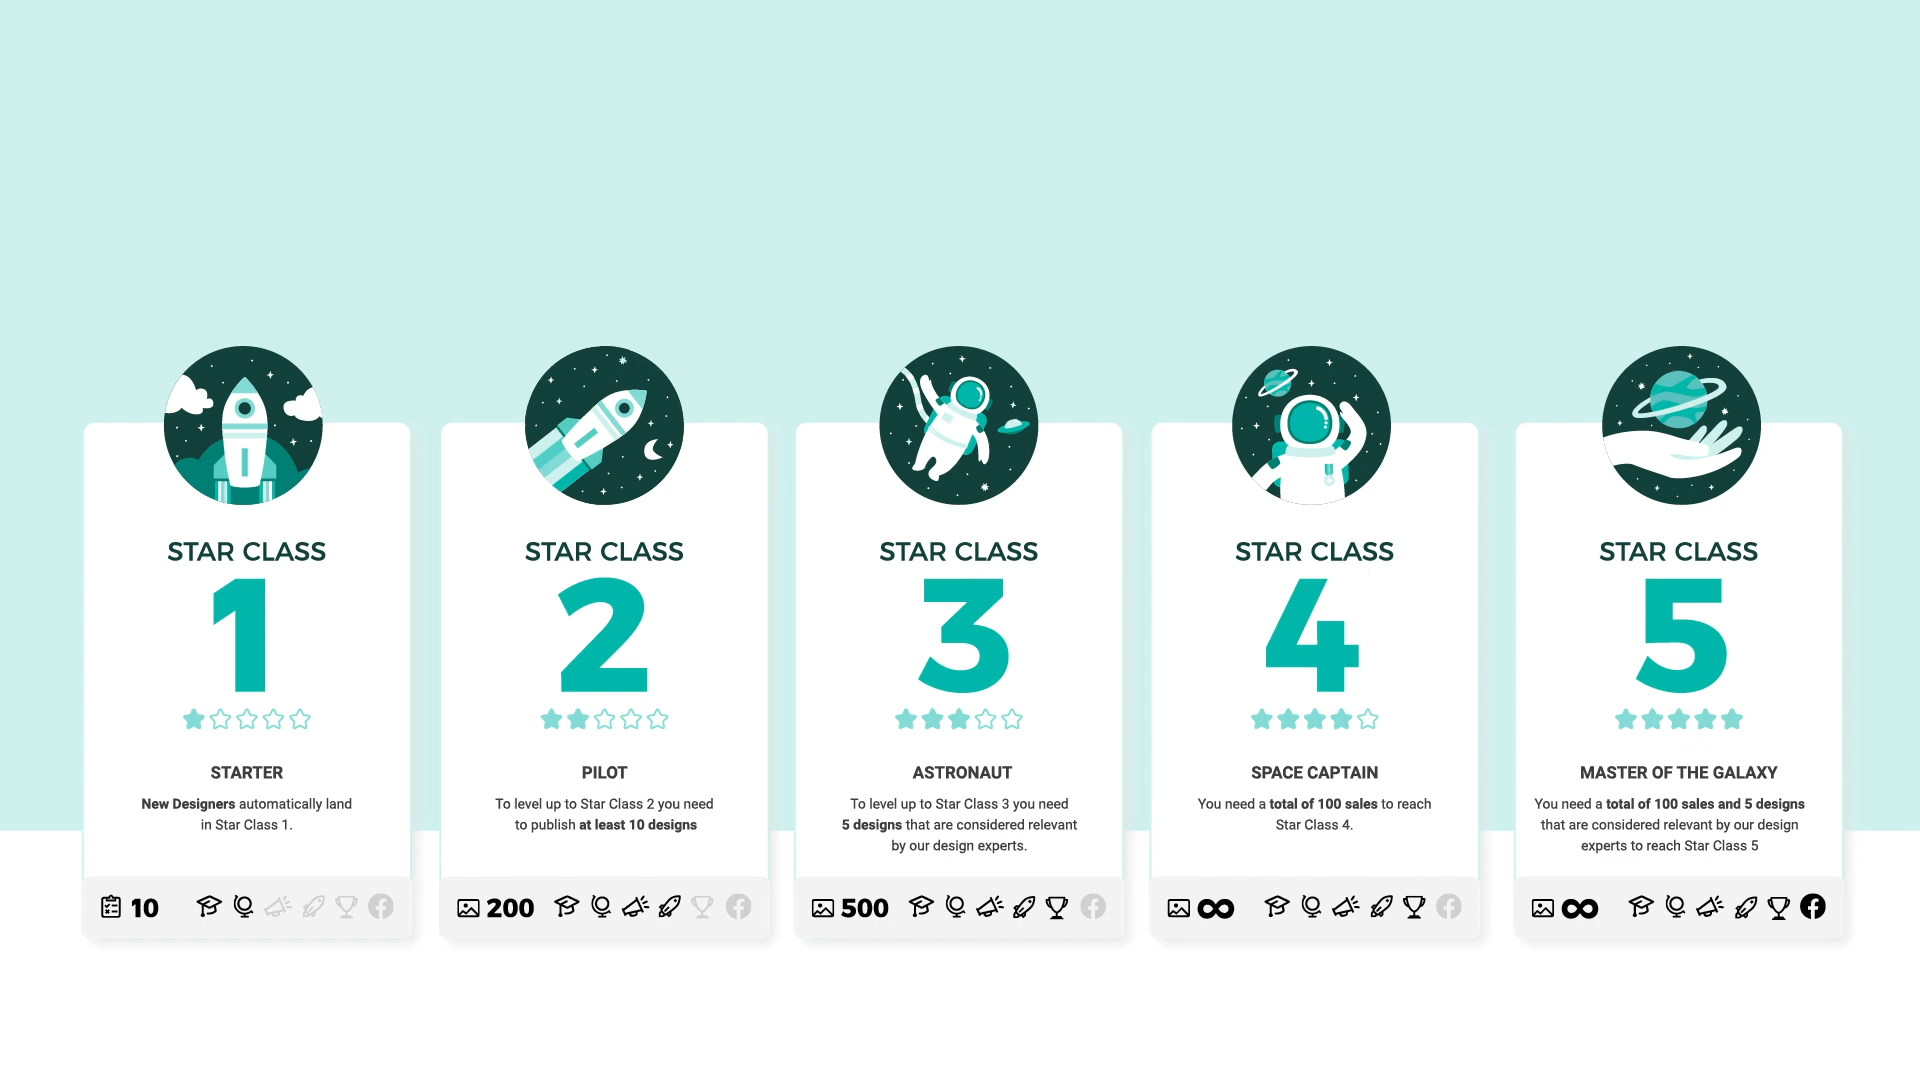 STAR CLASS
1
STARTER
New Designers automatically land
in Star Class 1.
10
STAR CLASS
2
PILOT
To level up to Star Class 2 you need
to publish at least 10 designs
200
STAR CLASS
3
ASTRONAUT
To level up to Star Class 3 you need
5 designs that are considered relevant
by our design experts.
500
STAR CLASS
4
SPACE CAPTAIN
You need a total of 100 sales to reach
Star Class 4.
∞
STAR CLASS
5
MASTER OF THE GALAXY
You need a total of 100 sales and 5 designs
that are considered relevant by our design
experts to reach Star Class 5
∞